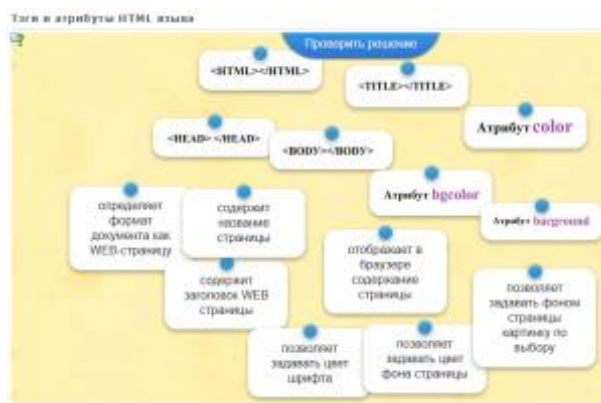 Тэги и атрибуты HTML языка
Проверить решение
<HTML></HTML>
<TITLE></TITLE>
Атрибут color
<HEAD> </HEAD>
<BODY></BODY>
Атрибут bgcolor
Атрибут bacground
определяет
формат
документа как
WEB-страницу
содержит
название
страницы
отображает в
браузере
содержание
страницы
содержит
заголовок WEB
страницы
позволяет
задавать фоном
страницы
картинку по
выбору
позволяет
задавать цвет
шрифта
позволяет
задавать цвет
фона страницы